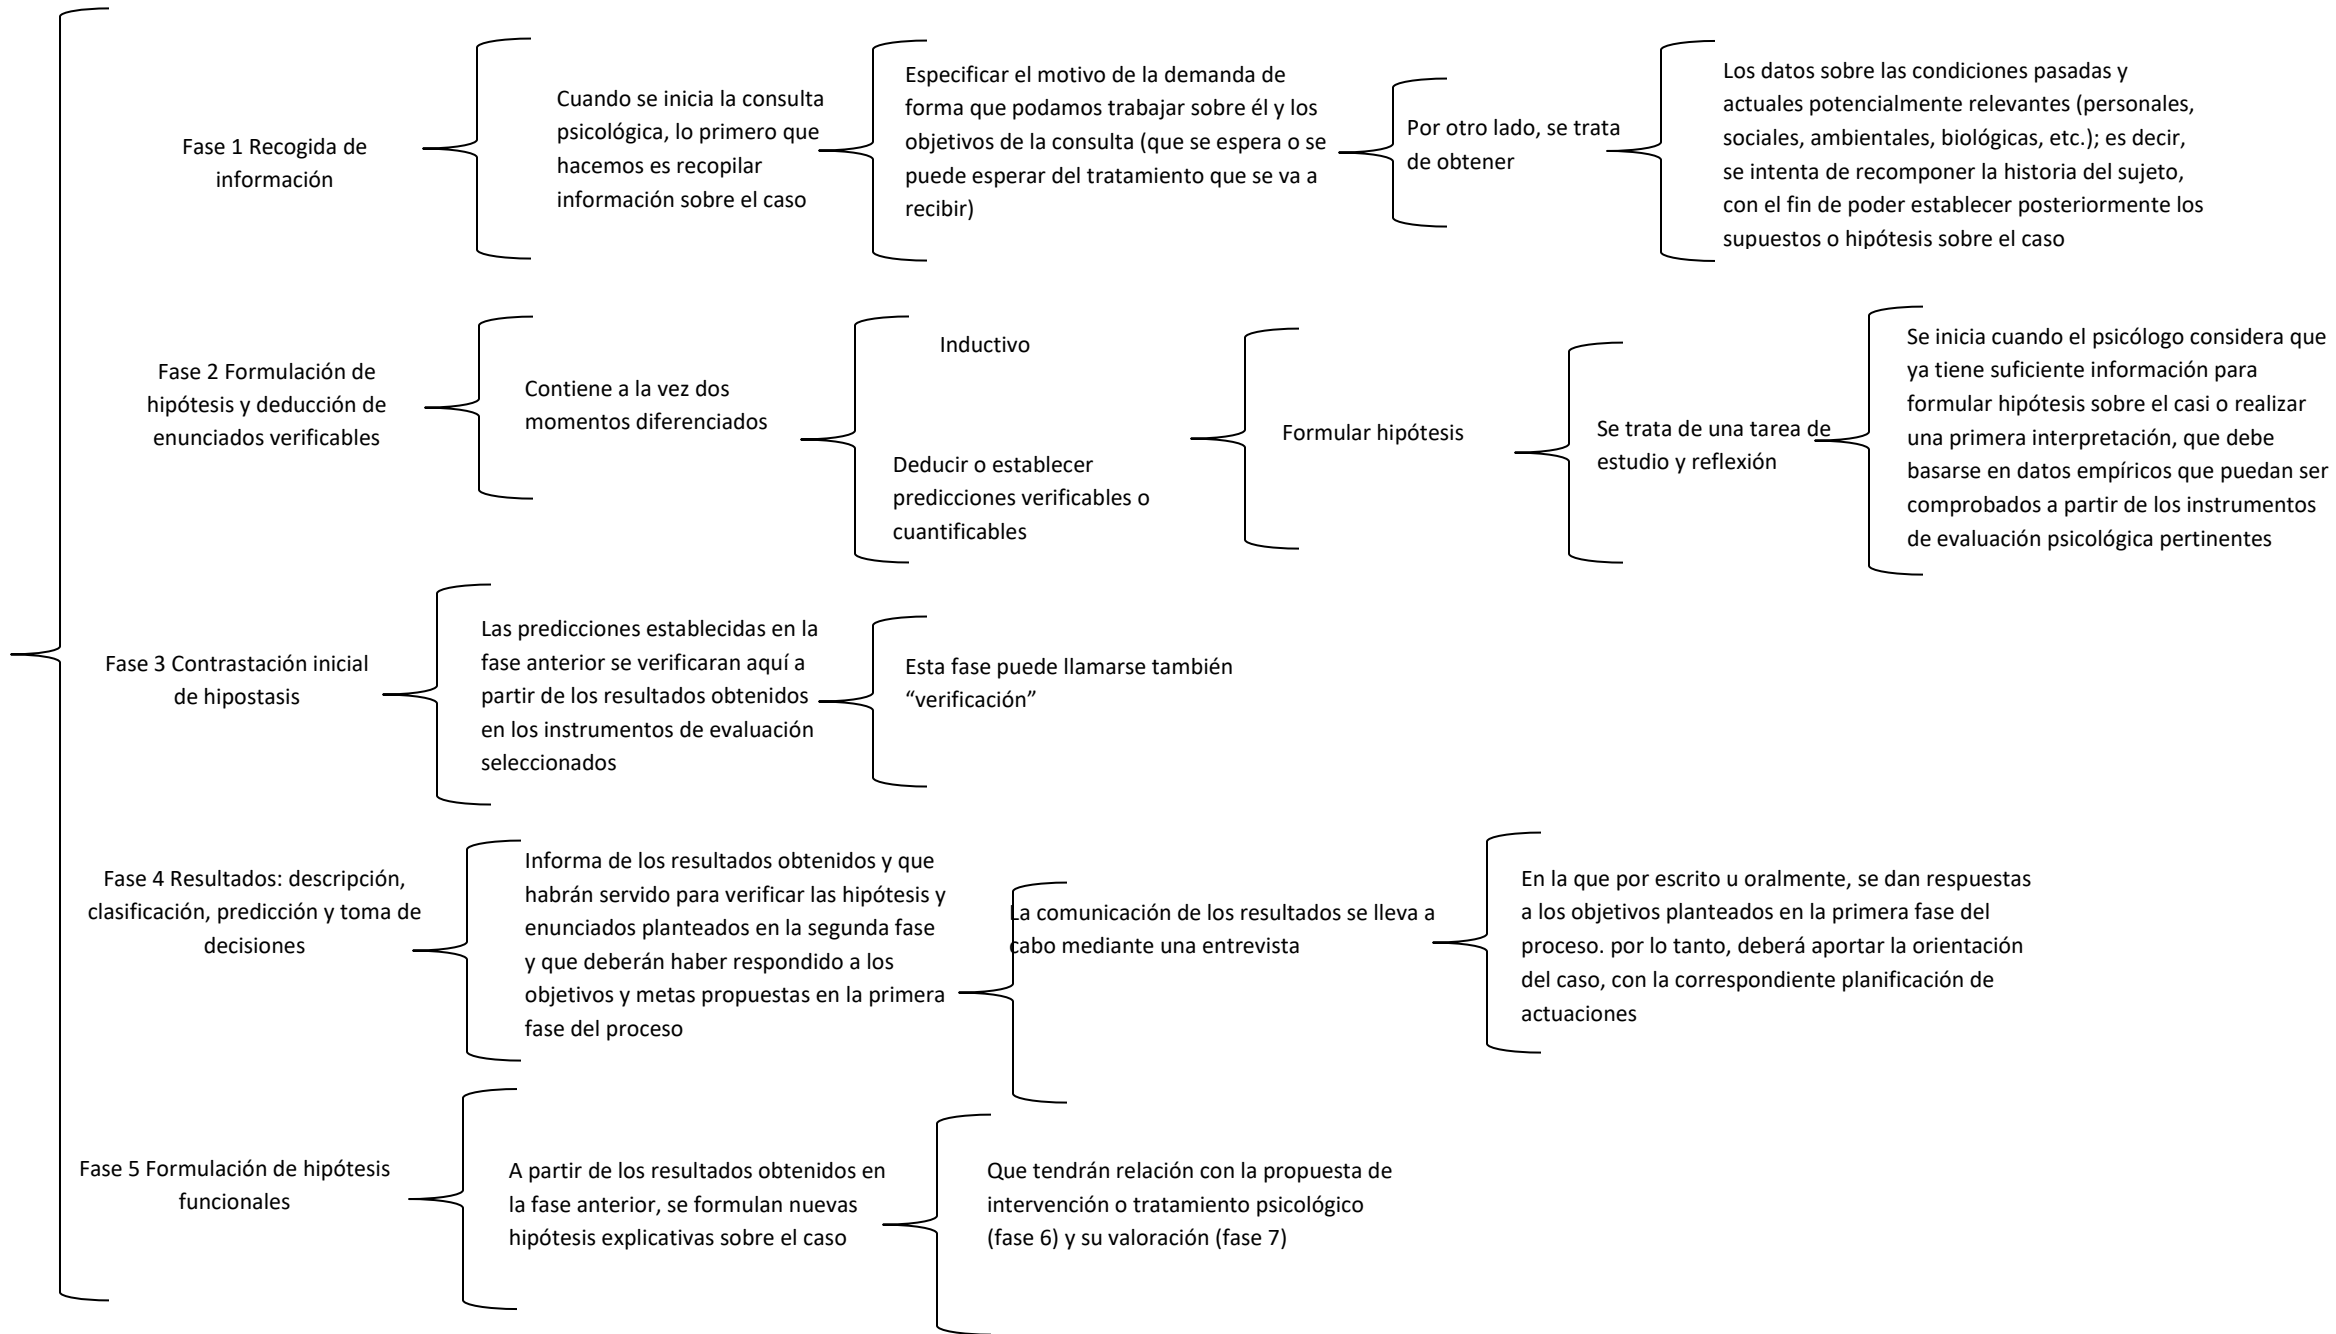 Fase 1 Recogida de
información
Cuando se inicia la consulta
psicológica, lo primero que
hacemos es recopilar
información sobre el caso
Especificar el motivo de la demanda de
forma que podamos trabajar sobre él y los
objetivos de la consulta (que se espera o se
puede esperar del tratamiento que se va a
recibir)
Por otro lado, se trata
de obtener
Los datos sobre las condiciones pasadas y
actuales potencialmente relevantes (personales,
sociales, ambientales, biológicas, etc.); es decir,
se intenta de recomponer la historia del sujeto,
con el fin de poder establecer posteriormente los
supuestos o hipótesis sobre el caso
Fase 2 Formulación de
hipótesis y deducción de
enunciados verificables
Contiene a la vez dos
momentos diferenciados
Inductivo
Deducir o establecer
predicciones verificables o
cuantificables
Formular hipótesis
Se trata de una tarea de
estudio y reflexión
Se inicia cuando el psicólogo considera que
ya tiene suficiente información para
formular hipótesis sobre el casi o realizar
una primera interpretación, que debe
basarse en datos empíricos que puedan ser
comprobados a partir de los instrumentos
de evaluación psicológica pertinentes
Fase 3 Contrastación inicial
de hipostasis
Las predicciones establecidas en la
fase anterior se verificaran aquí a
partir de los resultados obtenidos
en los instrumentos de evaluación
seleccionados
Esta fase puede llamarse también
“verificación”
Fase 4 Resultados: descripción,
clasificación, predicción y toma de
decisiones
Informa de los resultados obtenidos y que
habrán servido para verificar las hipótesis y
enunciados planteados en la segunda fase
y que deberán haber respondido a los
objetivos y metas propuestas en la primera
fase del proceso
La comunicación de los resultados se lleva a
cabo mediante una entrevista
En la que por escrito u oralmente, se dan respuestas
a los objetivos planteados en la primera fase del
proceso. por lo tanto, deberá aportar la orientación
del caso, con la correspondiente planificación de
actuaciones
Fase 5 Formulación de hipótesis
funcionales
A partir de los resultados obtenidos en
la fase anterior, se formulan nuevas
hipótesis explicativas sobre el caso
Que tendrán relación con la propuesta de
intervención o tratamiento psicológico
(fase 6) y su valoración (fase 7)